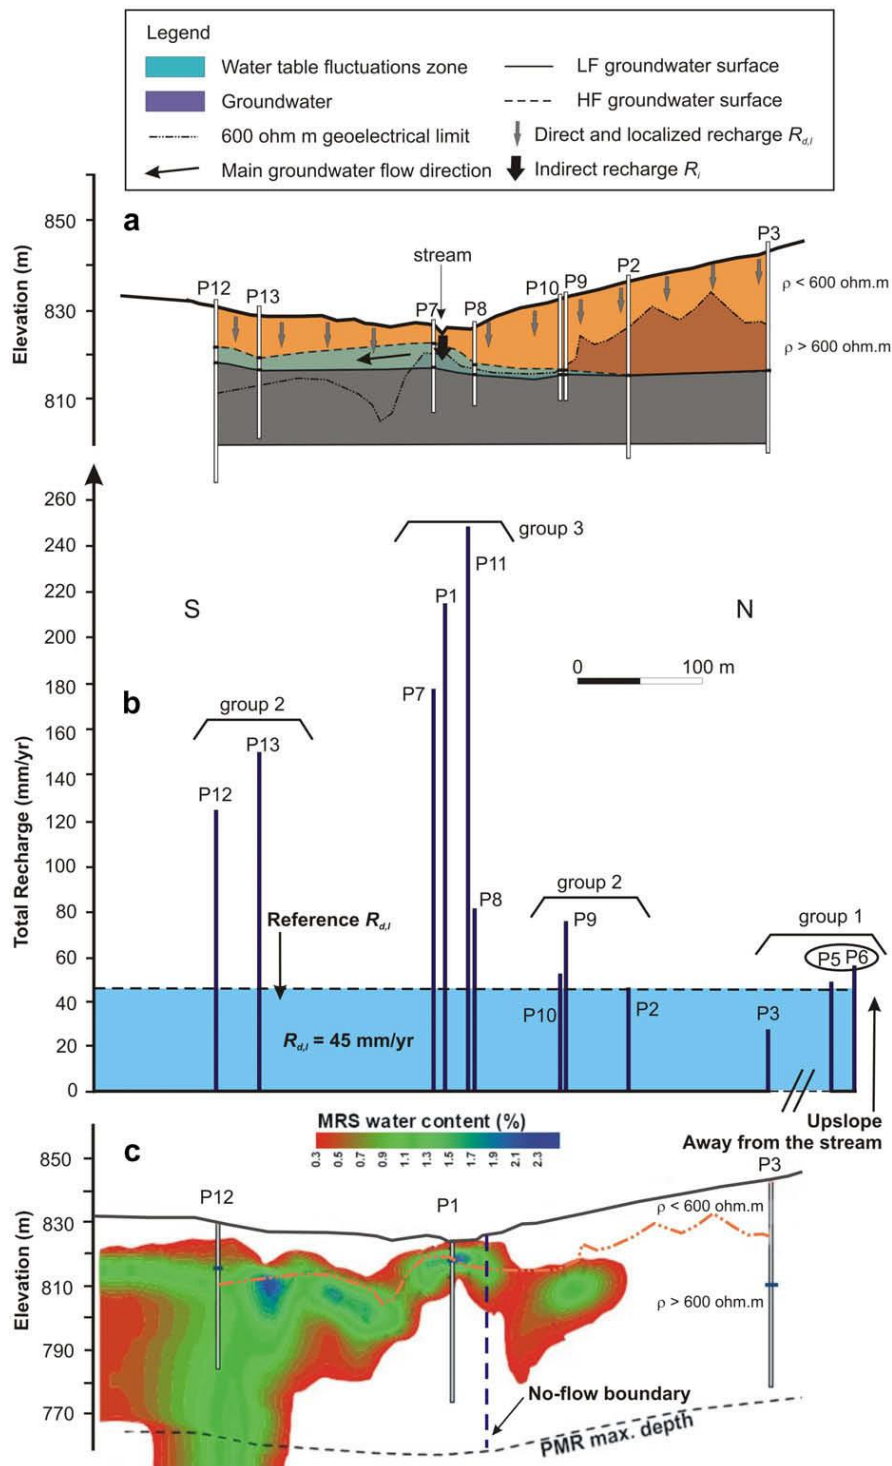 Legend
Water table fluctuations zone
LF groundwater surface
Groundwater
HF groundwater surface
600 ohm m geoelectrical limit
Direct and localized recharge R_d,l
Main groundwater flow direction
Indirect recharge R_i
a
Elevation (m)
850
830
810
P12
P13
stream
P7
P8
P10
P9
P2
P3
ρ < 600 ohm.m
ρ > 600 ohm.m
b
Total Recharge (mm/yr)
260
240
220
200
180
160
140
120
100
80
60
40
20
0
S
N
0 100 m
group 3
P11
P1
P7
group 2
P13
P12
P8
group 2
P9
P10
P2
group 1
P5 P6
P3
Reference R_d,l
R_d,l = 45 mm/yr
Upslope
Away from the stream
c
MRS water content (%)
0.3 0.5 0.7 0.9 1.1 1.3 1.5 1.7 1.9 2.1 2.3
Elevation (m)
850
830
810
790
770
P12
P1
P3
ρ < 600 ohm.m
ρ > 600 ohm.m
No-flow boundary
PMR max. depth